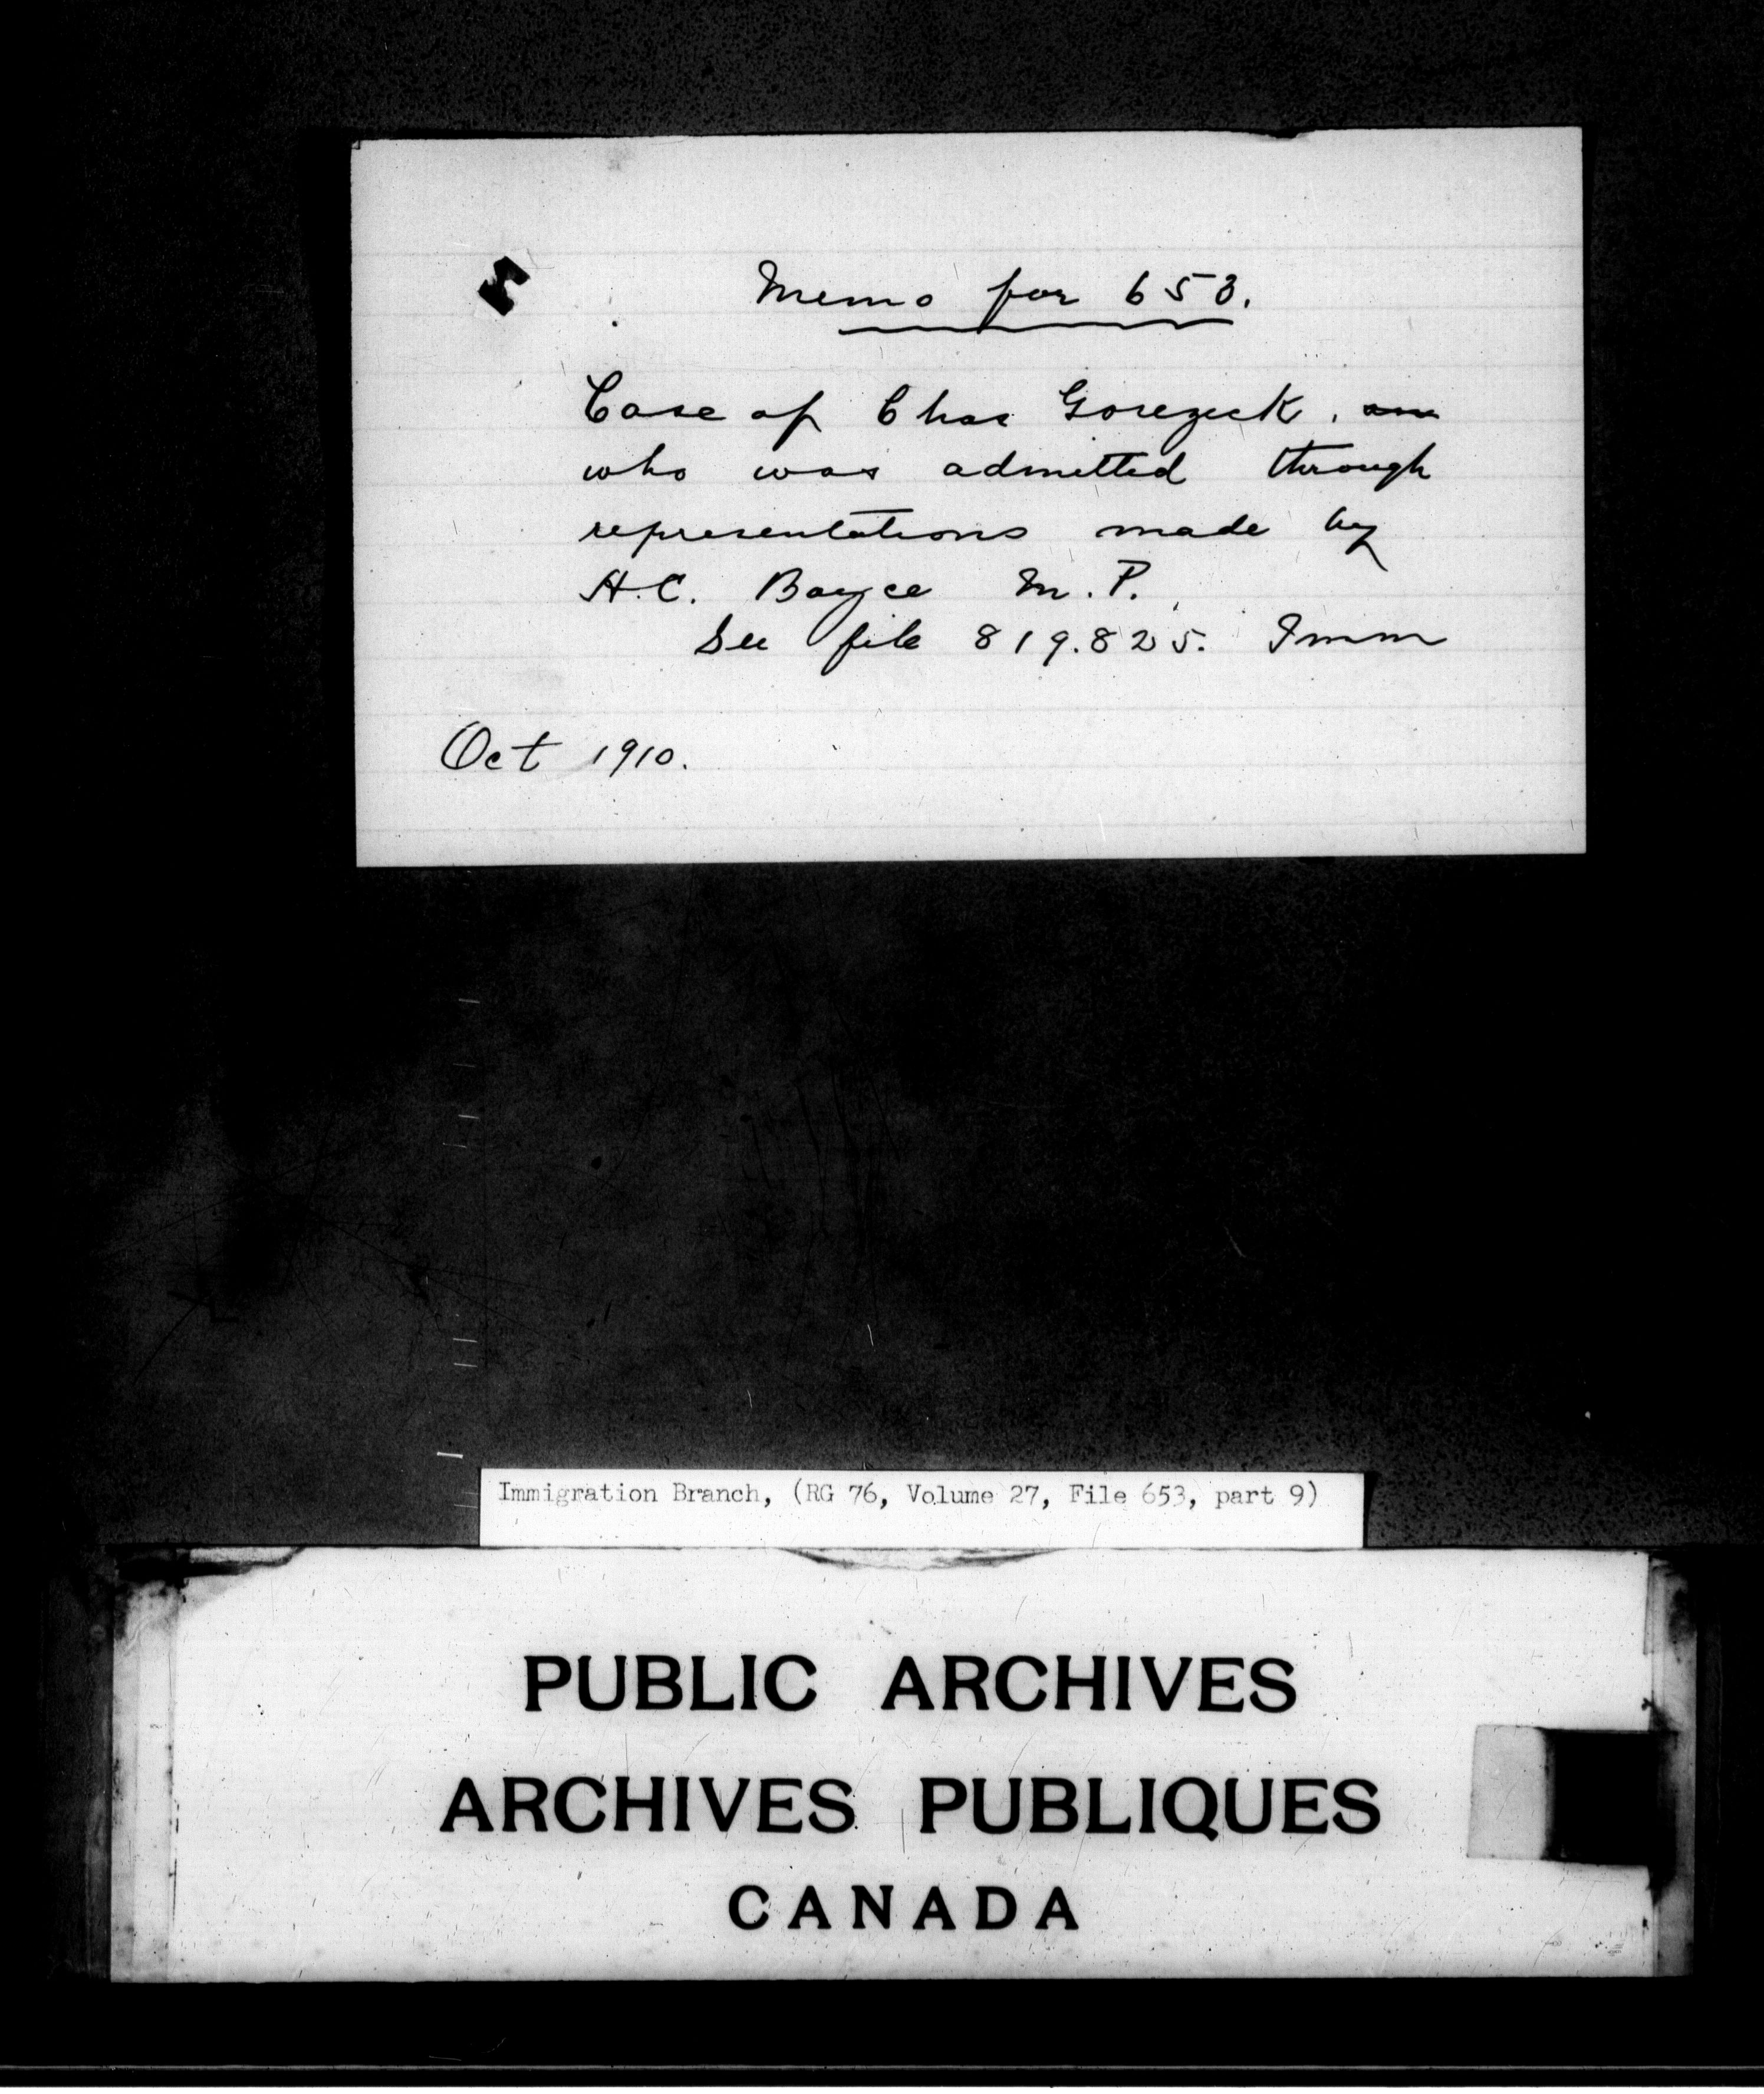 Memo for 653.
Case of Chas Gorezeck.
who was admitted through
representations made by
A.C. Boyce M.P.
See file 819.825. Imm
Oct 1910.
Immigration Branch, (RG 76, Volume 27, File 653, part 9)
PUBLIC ARCHIVES
ARCHIVES PUBLIQUES
CANADA